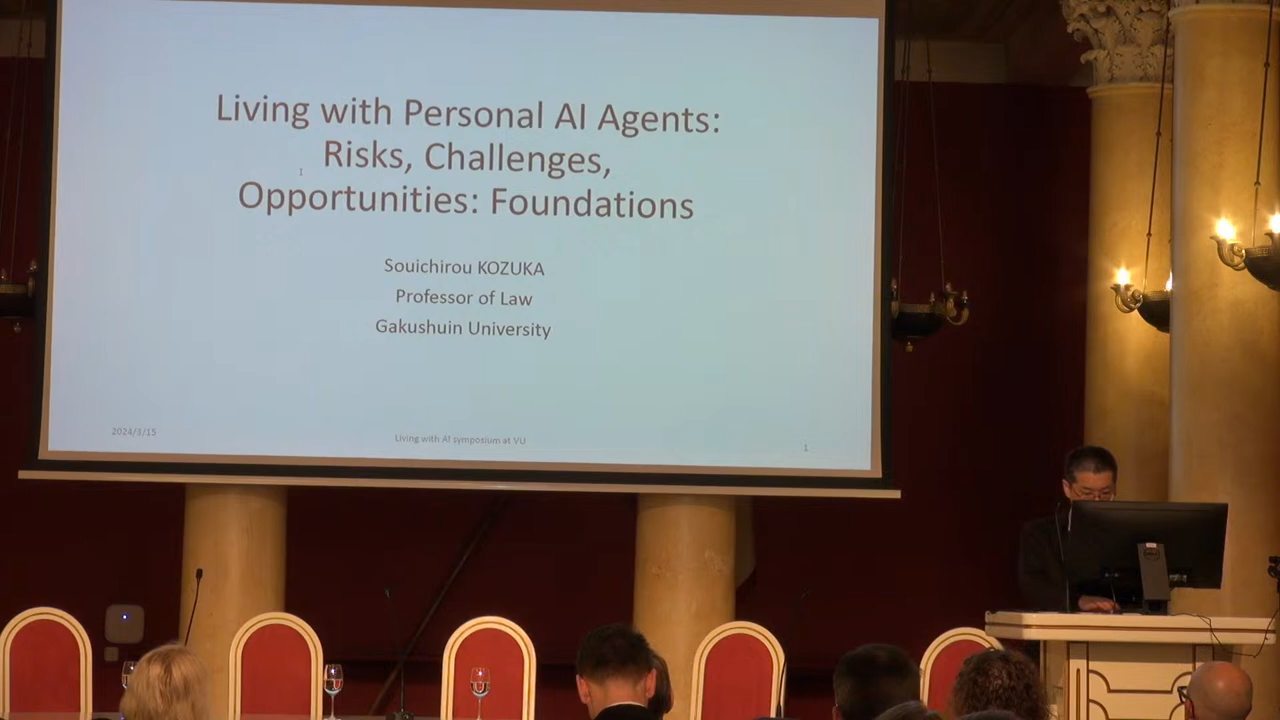 Living with Personal AI Agents:
Risks, Challenges,
Opportunities: Foundations
Souichirou KOZUKA
Professor of Law
Gakushuin University
2024/3/15
Living with AI symposium at VU
1